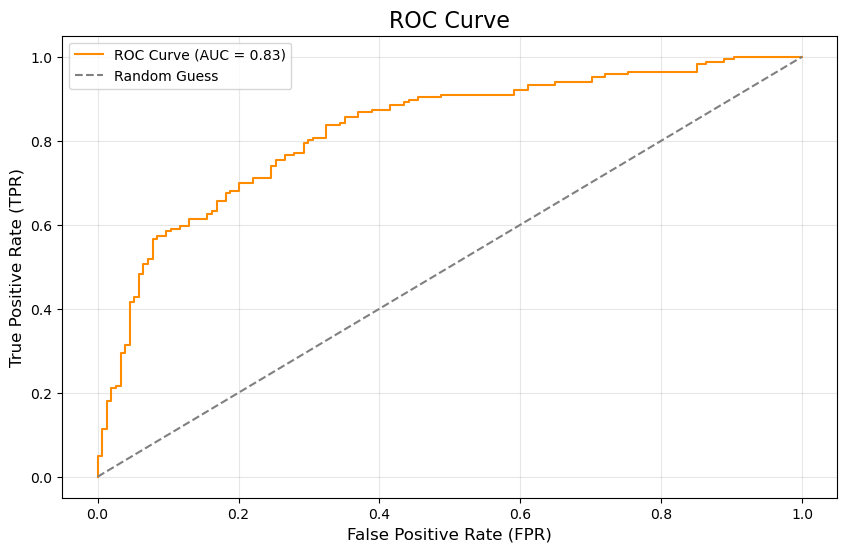 ROC Curve
ROC Curve (AUC = 0.83)
Random Guess
True Positive Rate (TPR)
1.0
0.8
0.6
0.4
0.2
0.0
0.0 0.2 0.4 0.6 0.8 1.0
False Positive Rate (FPR)